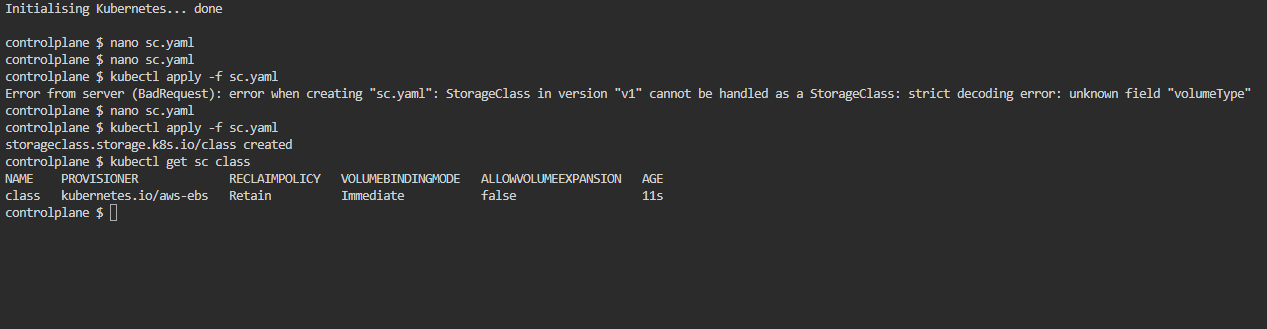 Initialising Kubernetes... done
controlplane $ nano sc.yaml
controlplane $ nano sc.yaml
controlplane $ kubectl apply -f sc.yaml
Error from server (BadRequest): error when creating "sc.yaml": StorageClass in version "v1" cannot be handled as a StorageClass: strict decoding error: unknown field "volumeType"
controlplane $ nano sc.yaml
controlplane $ kubectl apply -f sc.yaml
storageclass.storage.k8s.io/class created
controlplane $ kubectl get sc class
NAME    PROVISIONER             RECLAIMPOLICY   VOLUMEBINDINGMODE   ALLOWVOLUMEEXPANSION   AGE
class   kubernetes.io/aws-ebs   Retain          Immediate           false                  11s
controlplane $